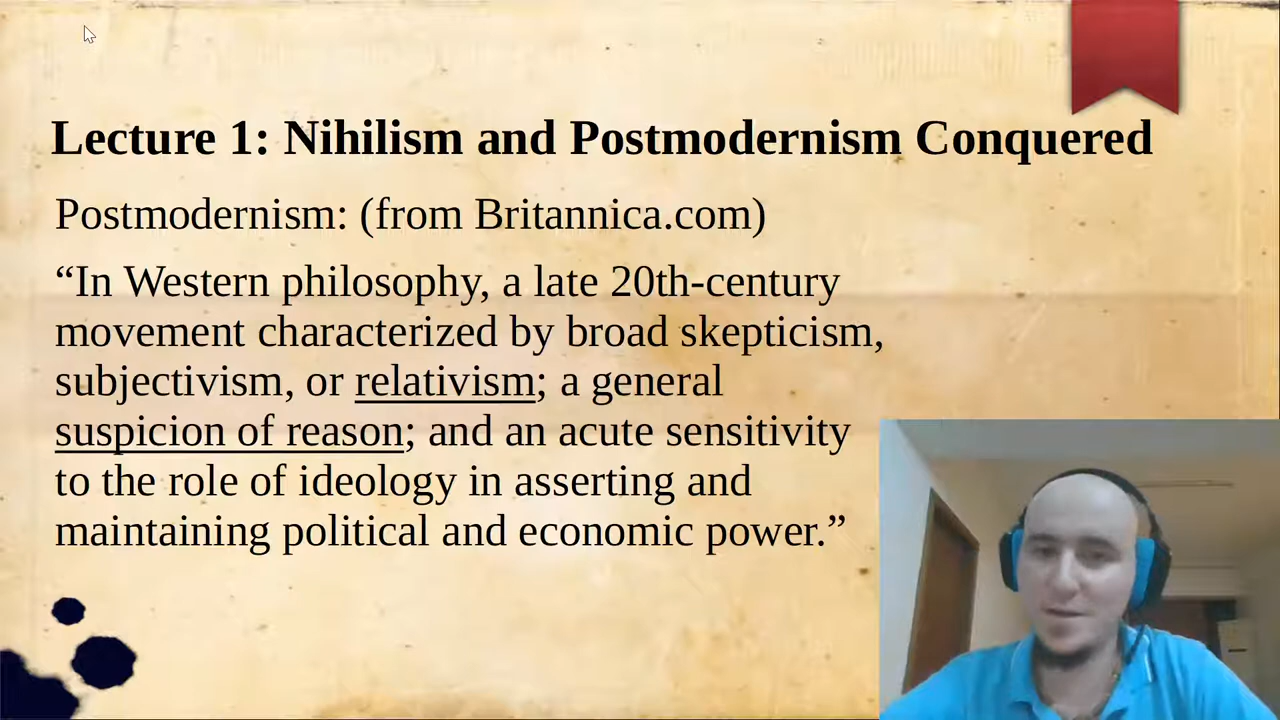 Lecture 1: Nihilism and Postmodernism Conquered
Postmodernism: (from Britannica.com)
“In Western philosophy, a late 20th-century
movement characterized by broad skepticism,
subjectivism, or relativism; a general
suspicion of reason; and an acute sensitivity
to the role of ideology in asserting and
maintaining political and economic power.”